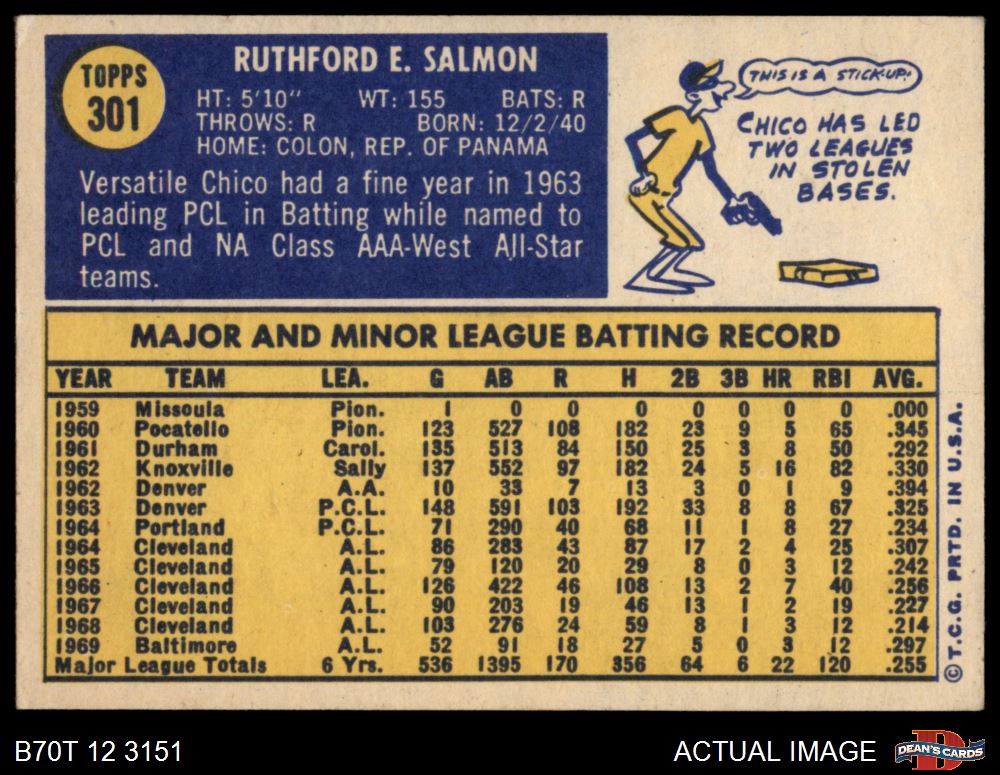 TOPPS
301
RUTHFORD E. SALMON
HT: 5'10" WT: 155 BATS: R
THROWS: R BORN: 12/2/40
HOME: COLON, REP. OF PANAMA
Versatile Chico had a fine year in 1963
leading PCL in Batting while named to
PCL and NA Class AAA-West All-Star
teams.
THIS IS A STICK-UP!
CHICO HAS LED
TWO LEAGUES
IN STOLEN
BASES.
MAJOR AND MINOR LEAGUE BATTING RECORD
YEAR TEAM LEA. G AB R H 2B 3B HR RBI AVG.
1959 Missoula Pion. 1 0 0 0 0 0 0 0 .000
1960 Pocatello Pion. 123 527 108 182 23 9 5 65 .345
1961 Durham Carol. 135 513 84 150 25 3 8 50 .292
1962 Knoxville Sally 137 552 97 182 24 5 16 82 .330
1962 Denver A.A. 10 33 7 13 3 0 1 9 .394
1963 Denver P.C.L. 148 591 103 192 33 8 8 67 .325
1964 Portland P.C.L. 71 290 40 68 11 1 8 27 .234
1964 Cleveland A.L. 86 283 43 87 17 2 4 25 .307
1965 Cleveland A.L. 79 120 20 29 8 0 3 12 .242
1966 Cleveland A.L. 126 422 46 108 13 2 7 40 .256
1967 Cleveland A.L. 90 203 19 46 13 1 2 19 .227
1968 Cleveland A.L. 103 276 24 59 8 1 3 12 .214
1969 Baltimore A.L. 52 91 18 27 5 0 3 12 .297
Major League Totals 6 Yrs. 536 1395 170 356 64 6 22 120 .255
© T.C.G. PRTD. IN U.S.A.
B70T 12 3151
ACTUAL IMAGE
DEAN'S CARDS